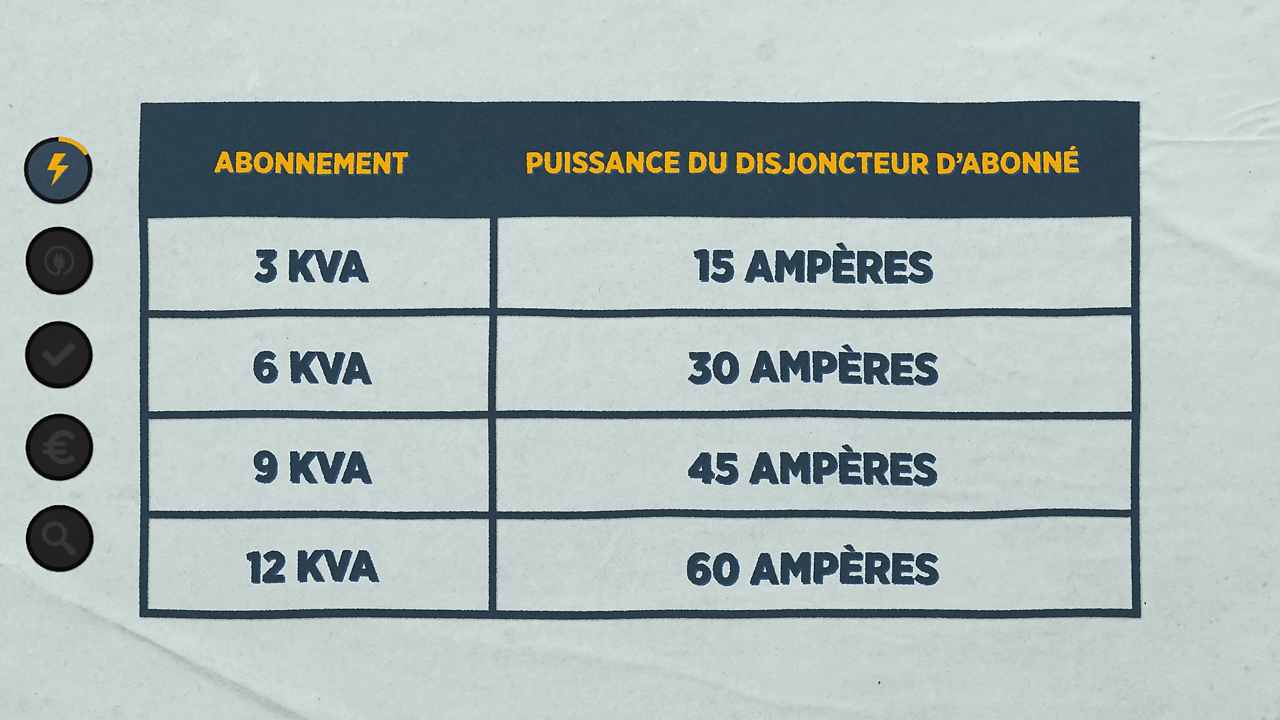 ABONNEMENT PUISSANCE DU DISJONCTEUR D'ABONNÉ
3 KVA 15 AMPÈRES
6 KVA 30 AMPÈRES
9 KVA 45 AMPÈRES
12 KVA 60 AMPÈRES